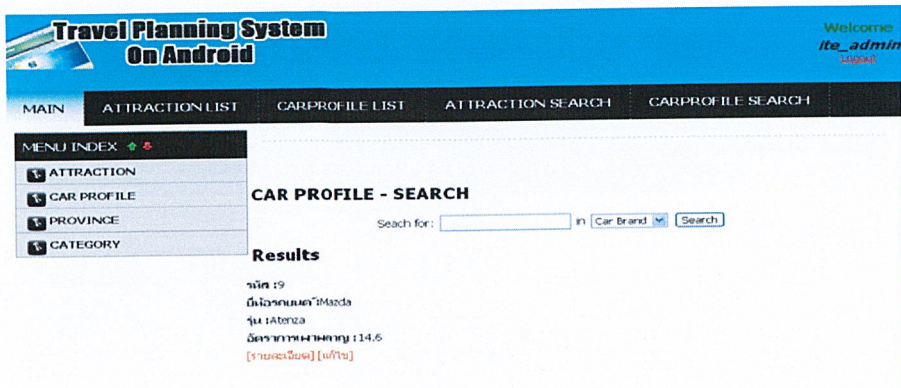 Travel Planning System
On Android
Welcome
ite_admin
Logout
MAIN ATTRACTION LIST CARPROFILE LIST ATTRACTION SEARCH CARPROFILE SEARCH
MENU INDEX
ATTRACTION
CAR PROFILE
PROVINCE
CATEGORY
CAR PROFILE - SEARCH
Seach for: in Car Brand Search
Results
รหัส :9
ยี่ห้อรถยนต์ :Mazda
รุ่น :Atenza
อัตราการเผาผลาญ :14.6
[รายละเอียด] [แก้ไข]